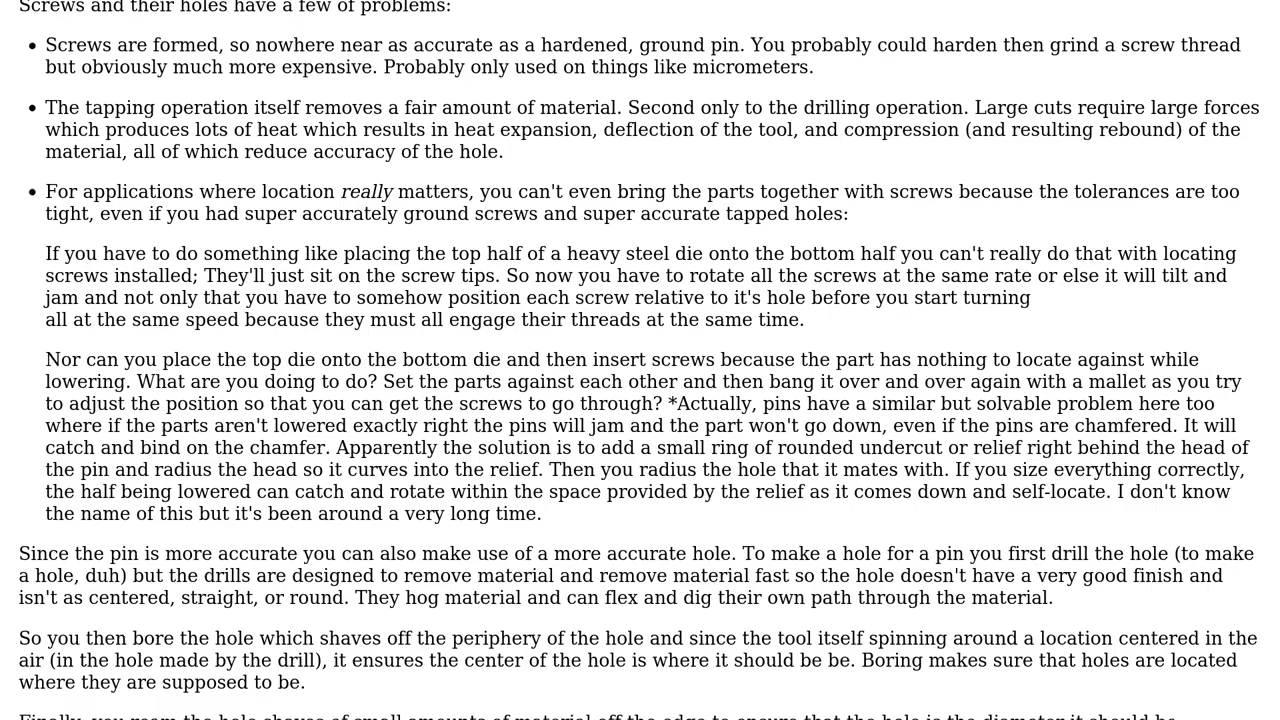 Screws and their holes have a few of problems:
• Screws are formed, so nowhere near as accurate as a hardened, ground pin. You probably could harden then grind a screw thread
but obviously much more expensive. Probably only used on things like micrometers.
• The tapping operation itself removes a fair amount of material. Second only to the drilling operation. Large cuts require large forces
which produces lots of heat which results in heat expansion, deflection of the tool, and compression (and resulting rebound) of the
material, all of which reduce accuracy of the hole.
• For applications where location really matters, you can't even bring the parts together with screws because the tolerances are too
tight, even if you had super accurately ground screws and super accurate tapped holes:
If you have to do something like placing the top half of a heavy steel die onto the bottom half you can't really do that with locating
screws installed; They'll just sit on the screw tips. So now you have to rotate all the screws at the same rate or else it will tilt and
jam and not only that you have to somehow position each screw relative to it's hole before you start turning
all at the same speed because they must all engage their threads at the same time.
Nor can you place the top die onto the bottom die and then insert screws because the part has nothing to locate against while
lowering. What are you doing to do? Set the parts against each other and then bang it over and over again with a mallet as you try
to adjust the position so that you can get the screws to go through? *Actually, pins have a similar but solvable problem here too
where if the parts aren't lowered exactly right the pins will jam and the part won't go down, even if the pins are chamfered. It will
catch and bind on the chamfer. Apparently the solution is to add a small ring of rounded undercut or relief right behind the head of
the pin and radius the head so it curves into the relief. Then you radius the hole that it mates with. If you size everything correctly,
the half being lowered can catch and rotate within the space provided by the relief as it comes down and self-locate. I don't know
the name of this but it's been around a very long time.
Since the pin is more accurate you can also make use of a more accurate hole. To make a hole for a pin you first drill the hole (to make
a hole, duh) but the drills are designed to remove material and remove material fast so the hole doesn't have a very good finish and
isn't as centered, straight, or round. They hog material and can flex and dig their own path through the material.
So you then bore the hole which shaves off the periphery of the hole and since the tool itself spinning around a location centered in the
air (in the hole made by the drill), it ensures the center of the hole is where it should be be. Boring makes sure that holes are located
where they are supposed to be.
Finally, you ream the hole shaves of small amounts of material off the edge to ensure that the hole is the diameter it should be.